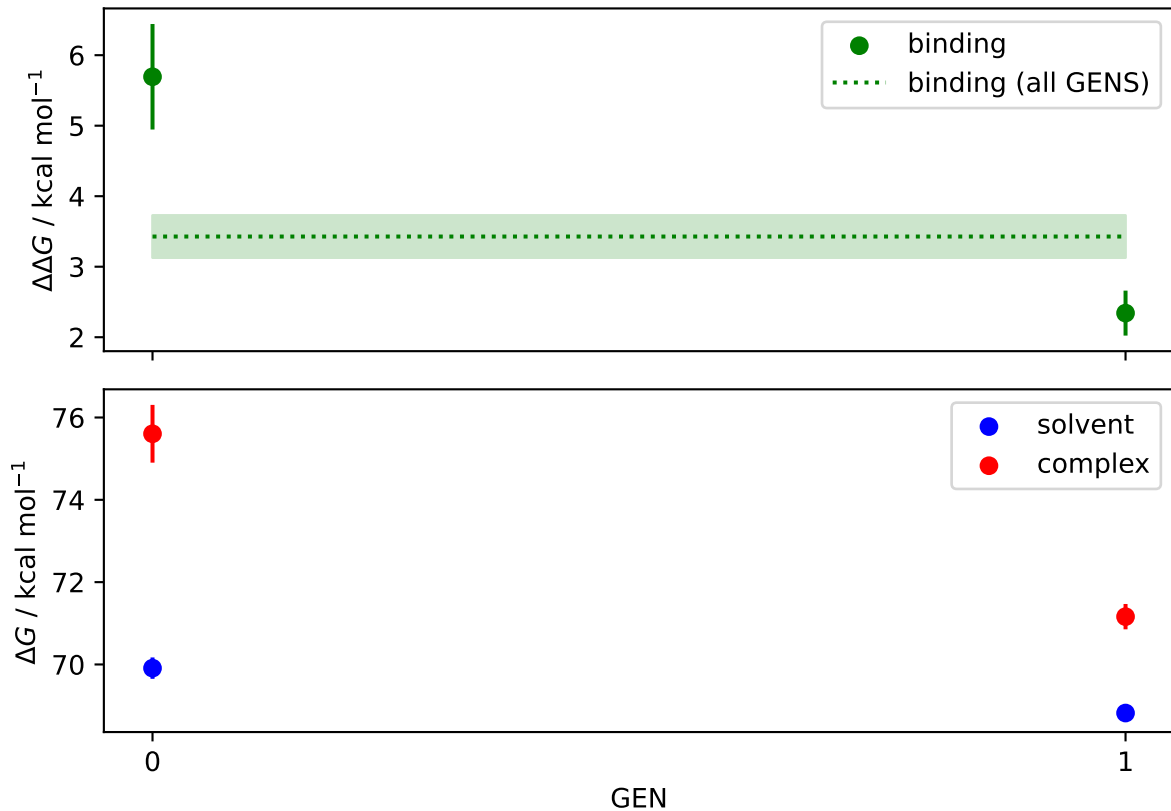 binding
binding (all GENS)
6
5
4
3
2
ΔΔG / kcal mol⁻¹
solvent
complex
76
74
72
70
ΔG / kcal mol⁻¹
0 1
GEN